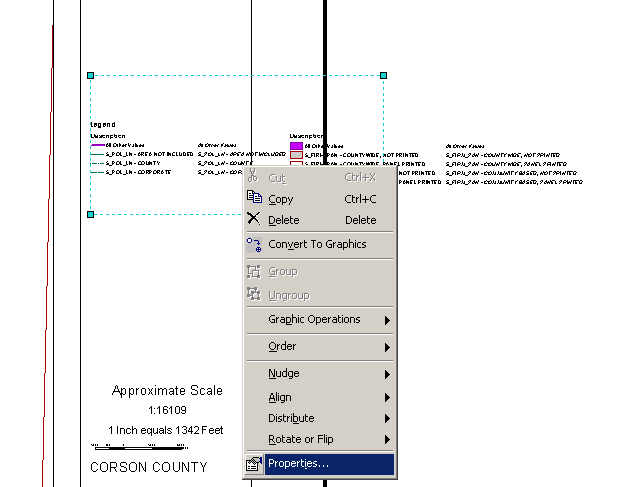 Legend
Description
Description
All Other Values
All Other Values
All Other Values
All Other Values
S_POL_LN - AREA NOT INCLUDED S_POL_LN - AREA NOT INCLUDED S_FIRM_PAN - COUNTYWIDE, NOT PRINTED S_FIRM_PAN - COUNTYWIDE, NOT PRINTED
S_POL_LN - COUNTY S_POL_LN - COUNTY S_FIRM_PAN - COUNTYWIDE, PANEL PRINTED S_FIRM_PAN - COUNTYWIDE, PANEL PRINTED
S_POL_LN - CORPORATE S_POL_LN - NOT PRINTED S_FIRM_PAN - COMMUNITY BASED, NOT PRINTED
PANEL PRINTED S_FIRM_PAN - COMMUNITY BASED, PANEL PRINTED
Cut Ctrl+X
Copy Ctrl+C
Delete Delete
Convert To Graphics
Group
Ungroup
Graphic Operations
Order
Nudge
Align
Distribute
Rotate or Flip
Properties...
Approximate Scale
1:16109
1 Inch equals 1342 Feet
CORSON COUNTY